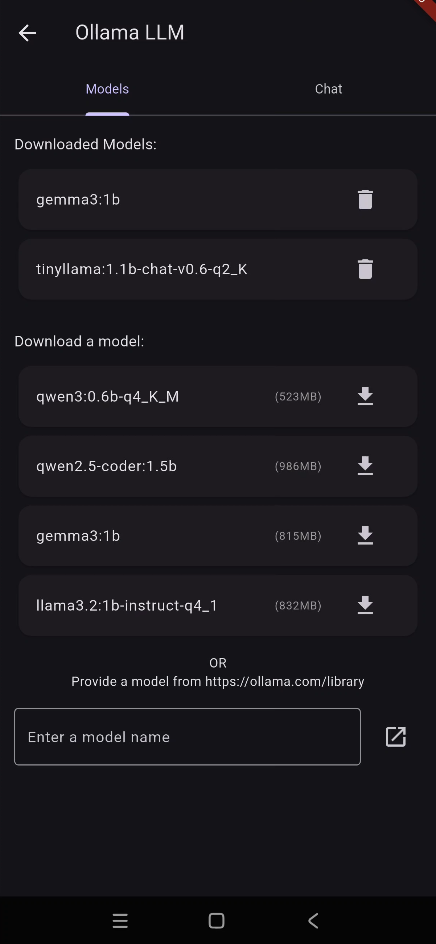 Ollama LLM
Models
Chat
Downloaded Models:
gemma3:1b
tinyllama:1.1b-chat-v0.6-q2_K
Download a model:
qwen3:0.6b-q4_K_M (523MB)
qwen2.5-coder:1.5b (986MB)
gemma3:1b (815MB)
llama3.2:1b-instruct-q4_1 (832MB)
OR
Provide a model from https://ollama.com/library
Enter a model name